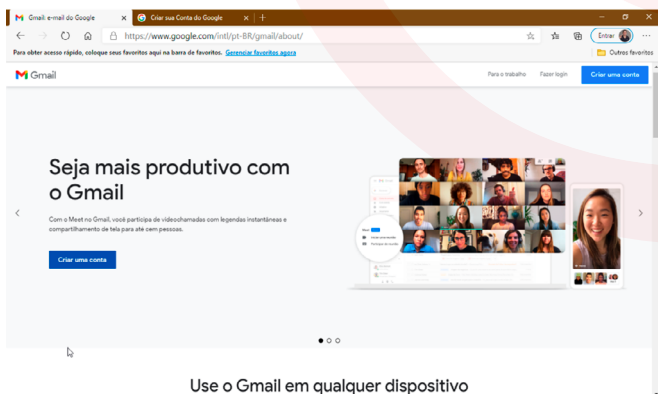 Gmail: e-mail do Google
Criar sua Conta do Google
https://www.google.com/intl/pt-BR/gmail/about/
Entrar
Para obter acesso rápido, coloque seus favoritos aqui na barra de favoritos. Gerenciar favoritos agora
Outros favoritos
Gmail
Para o trabalho
Fazer login
Criar uma conta
Seja mais produtivo com
o Gmail
Com o Meet no Gmail, você participa de videochamadas com legendas instantâneas e
compartilhamento de tela para até cem pessoas.
Criar uma conta
Use o Gmail em qualquer dispositivo